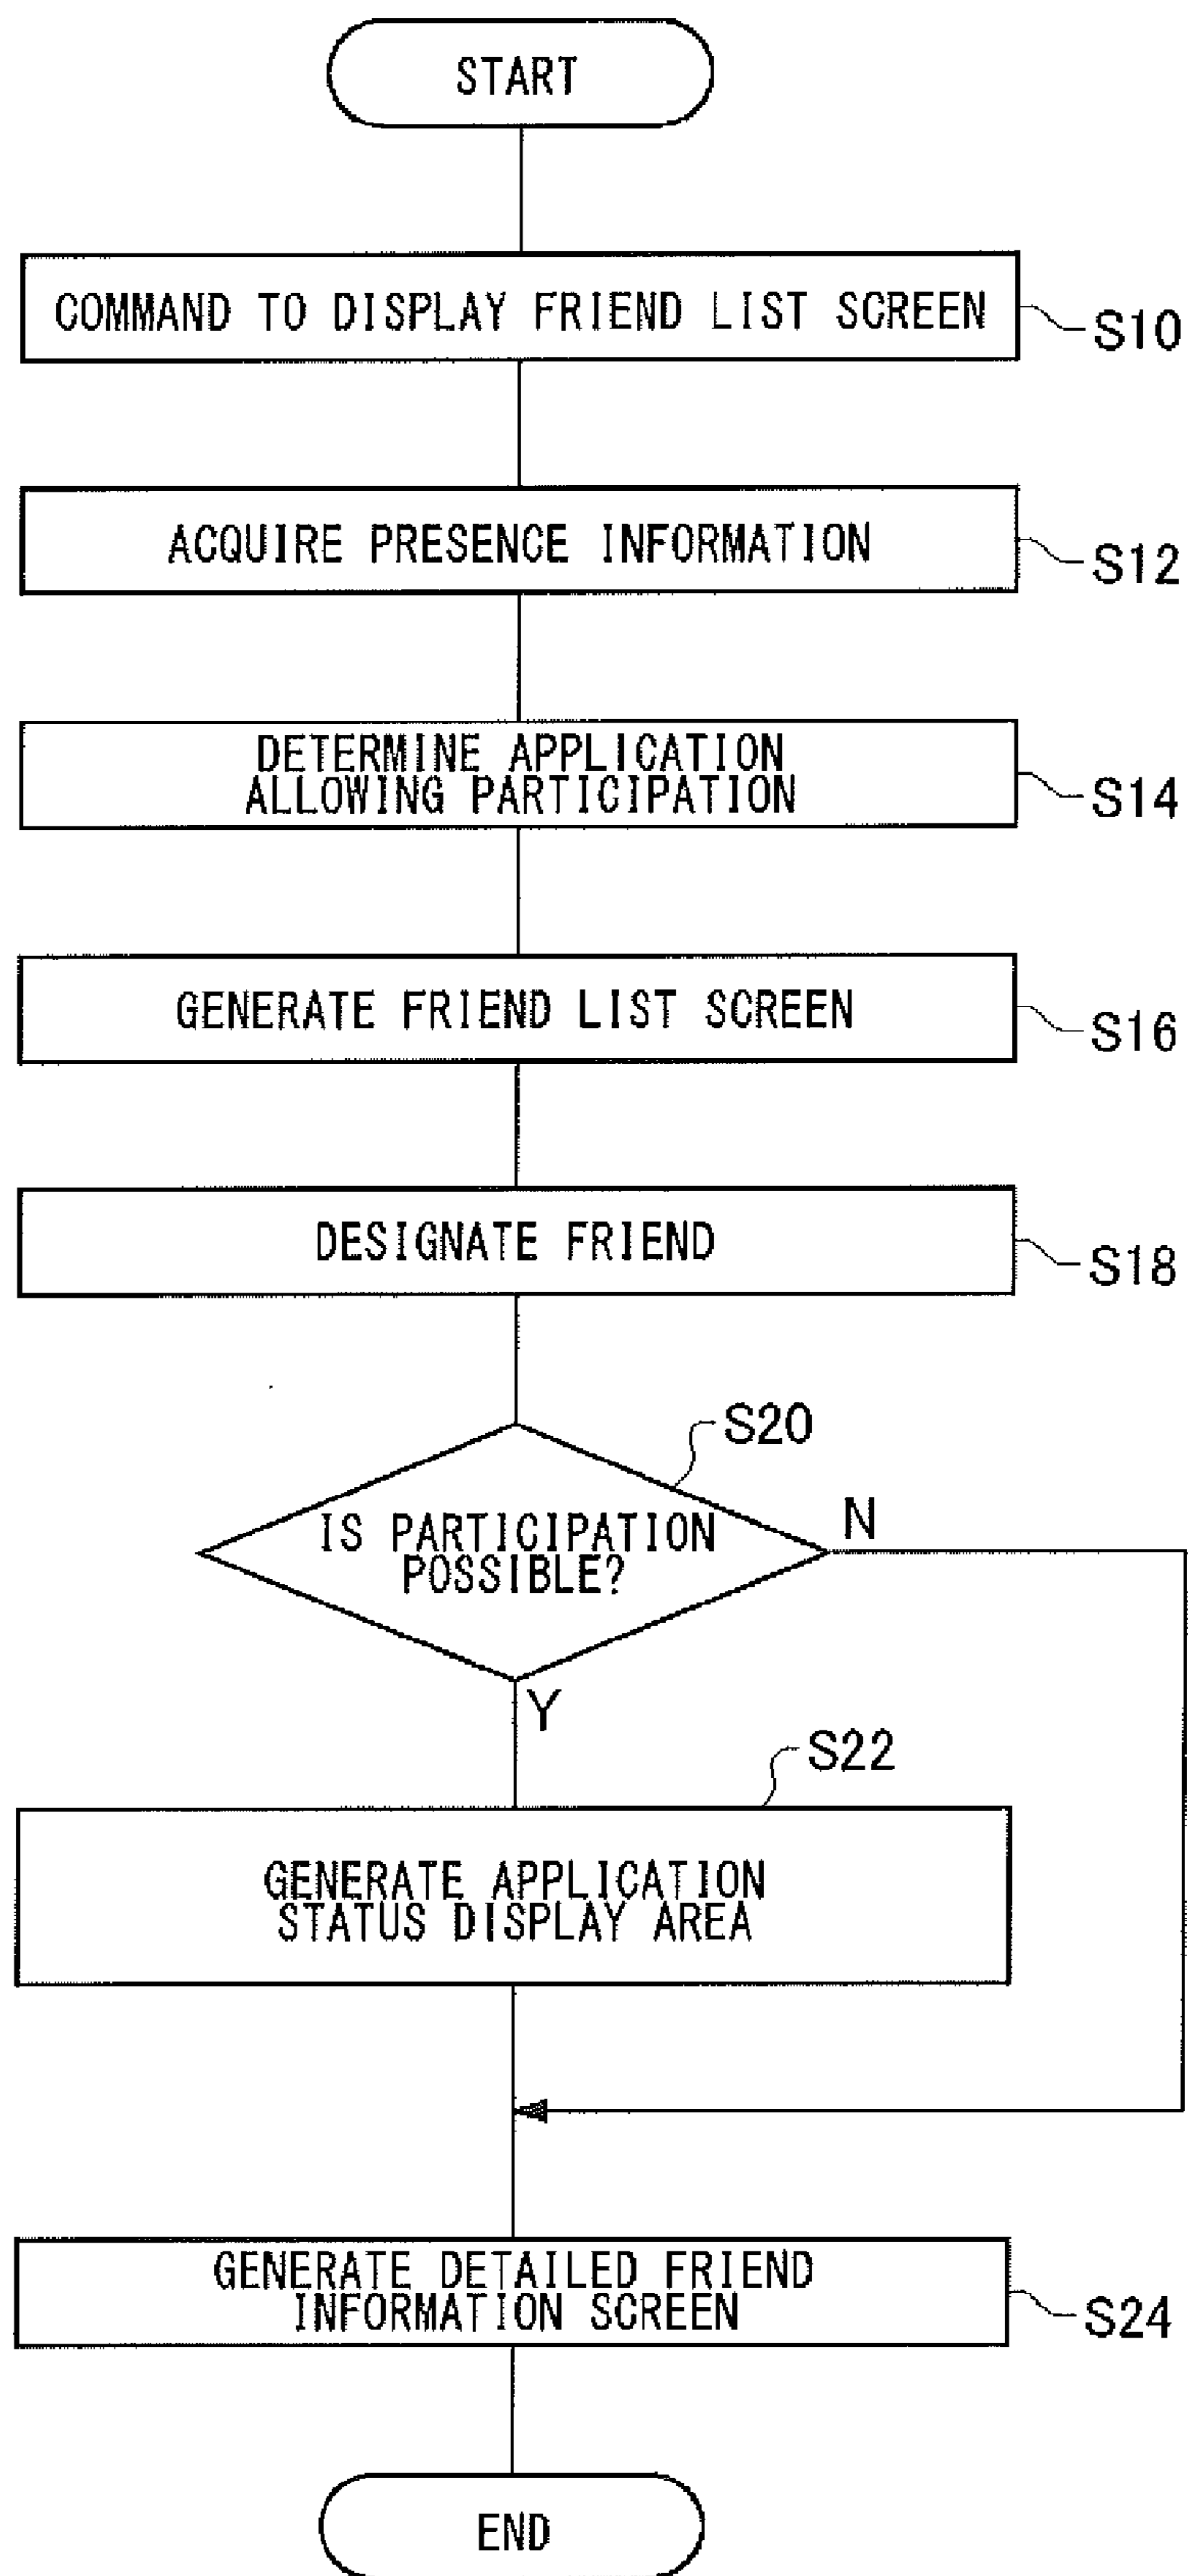 START
COMMAND TO DISPLAY FRIEND LIST SCREEN
S10
ACQUIRE PRESENCE INFORMATION
S12
DETERMINE APPLICATION
ALLOWING PARTICIPATION
S14
GENERATE FRIEND LIST SCREEN
S16
DESIGNATE FRIEND
S18
S20
IS PARTICIPATION
POSSIBLE?
N
Y
S22
GENERATE APPLICATION
STATUS DISPLAY AREA
GENERATE DETAILED FRIEND
INFORMATION SCREEN
S24
END